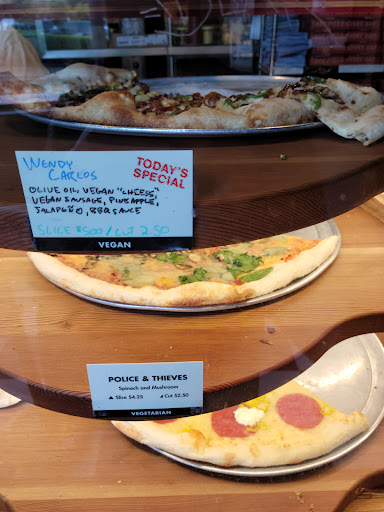 WENDY CARLOS
TODAY'S SPECIAL
OLIVE OIL, VEGAN "CHEESE"
VEGAN SAUSAGE, PINEAPPLE,
JALAPEÑO, BBQ SAUCE
SLICE $5.00 / CUT 2.50
VEGAN
POLICE & THIEVES
Spinach and Mushroom
Slice $4.25 Cut $2.50
VEGETARIAN